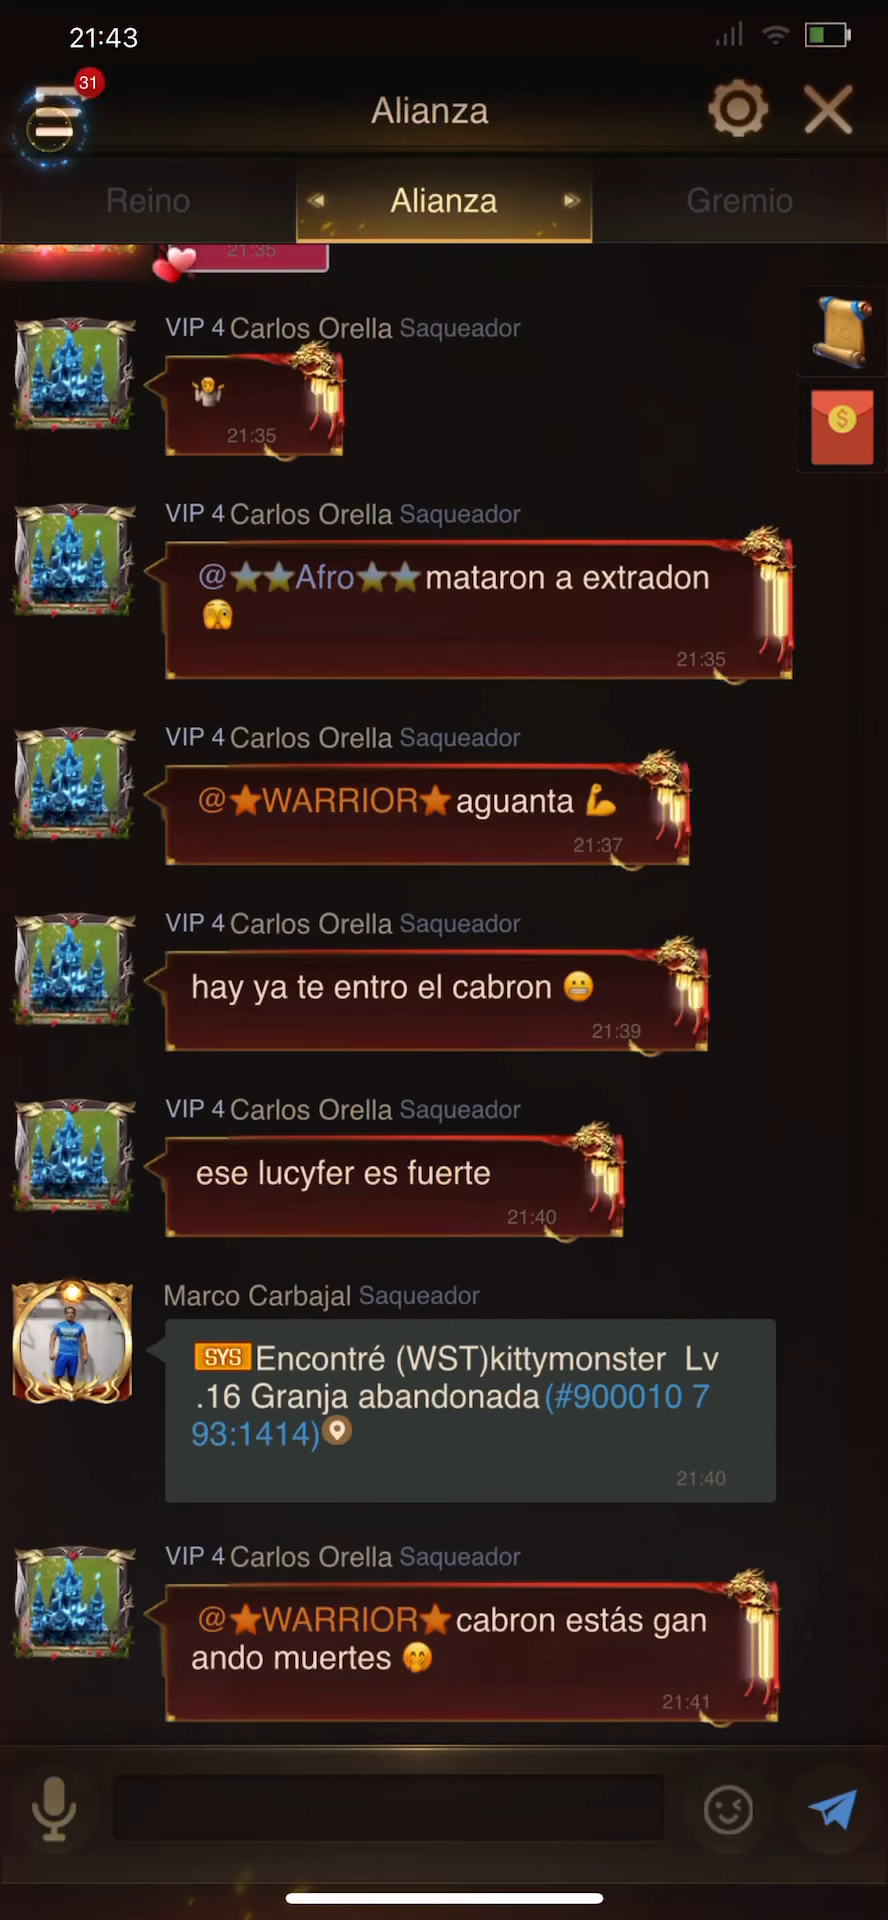 21:43
31
Alianza
Reino
Alianza
Gremio
21:35
VIP 4 Carlos Orella Saqueador
🤷‍♂️
21:35
VIP 4 Carlos Orella Saqueador
@⭐⭐Afro⭐⭐ mataron a extradon
🫣
21:35
VIP 4 Carlos Orella Saqueador
@⭐WARRIOR⭐ aguanta 💪
21:37
VIP 4 Carlos Orella Saqueador
hay ya te entro el cabron 😬
21:39
VIP 4 Carlos Orella Saqueador
ese lucyfer es fuerte
21:40
Marco Carbajal Saqueador
SYS Encontré (WST)kittymonster Lv
.16 Granja abandonada (#900010 7
93:1414)
21:40
VIP 4 Carlos Orella Saqueador
@⭐WARRIOR⭐ cabron estás gan
ando muertes 🤭
21:41